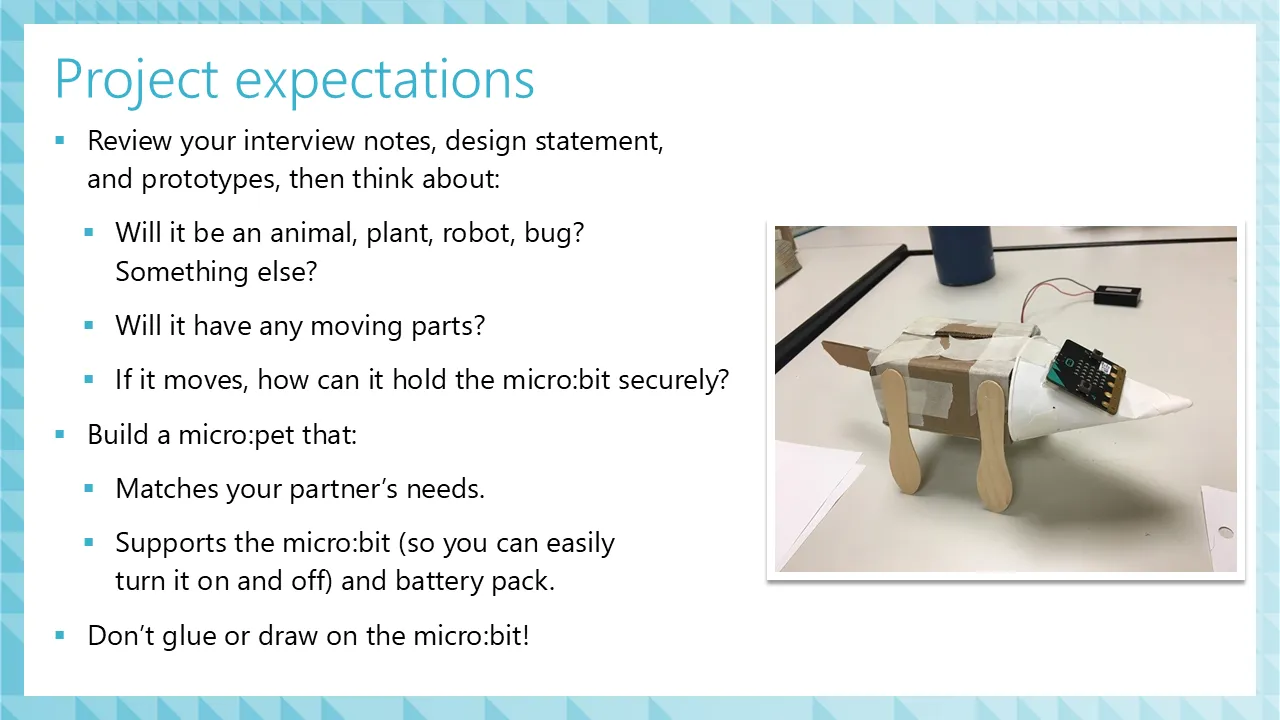 Project expectations
▪ Review your interview notes, design statement,
and prototypes, then think about:
▪ Will it be an animal, plant, robot, bug?
Something else?
▪ Will it have any moving parts?
▪ If it moves, how can it hold the micro:bit securely?
▪ Build a micro:pet that:
▪ Matches your partner’s needs.
▪ Supports the micro:bit (so you can easily
turn it on and off) and battery pack.
▪ Don’t glue or draw on the micro:bit!